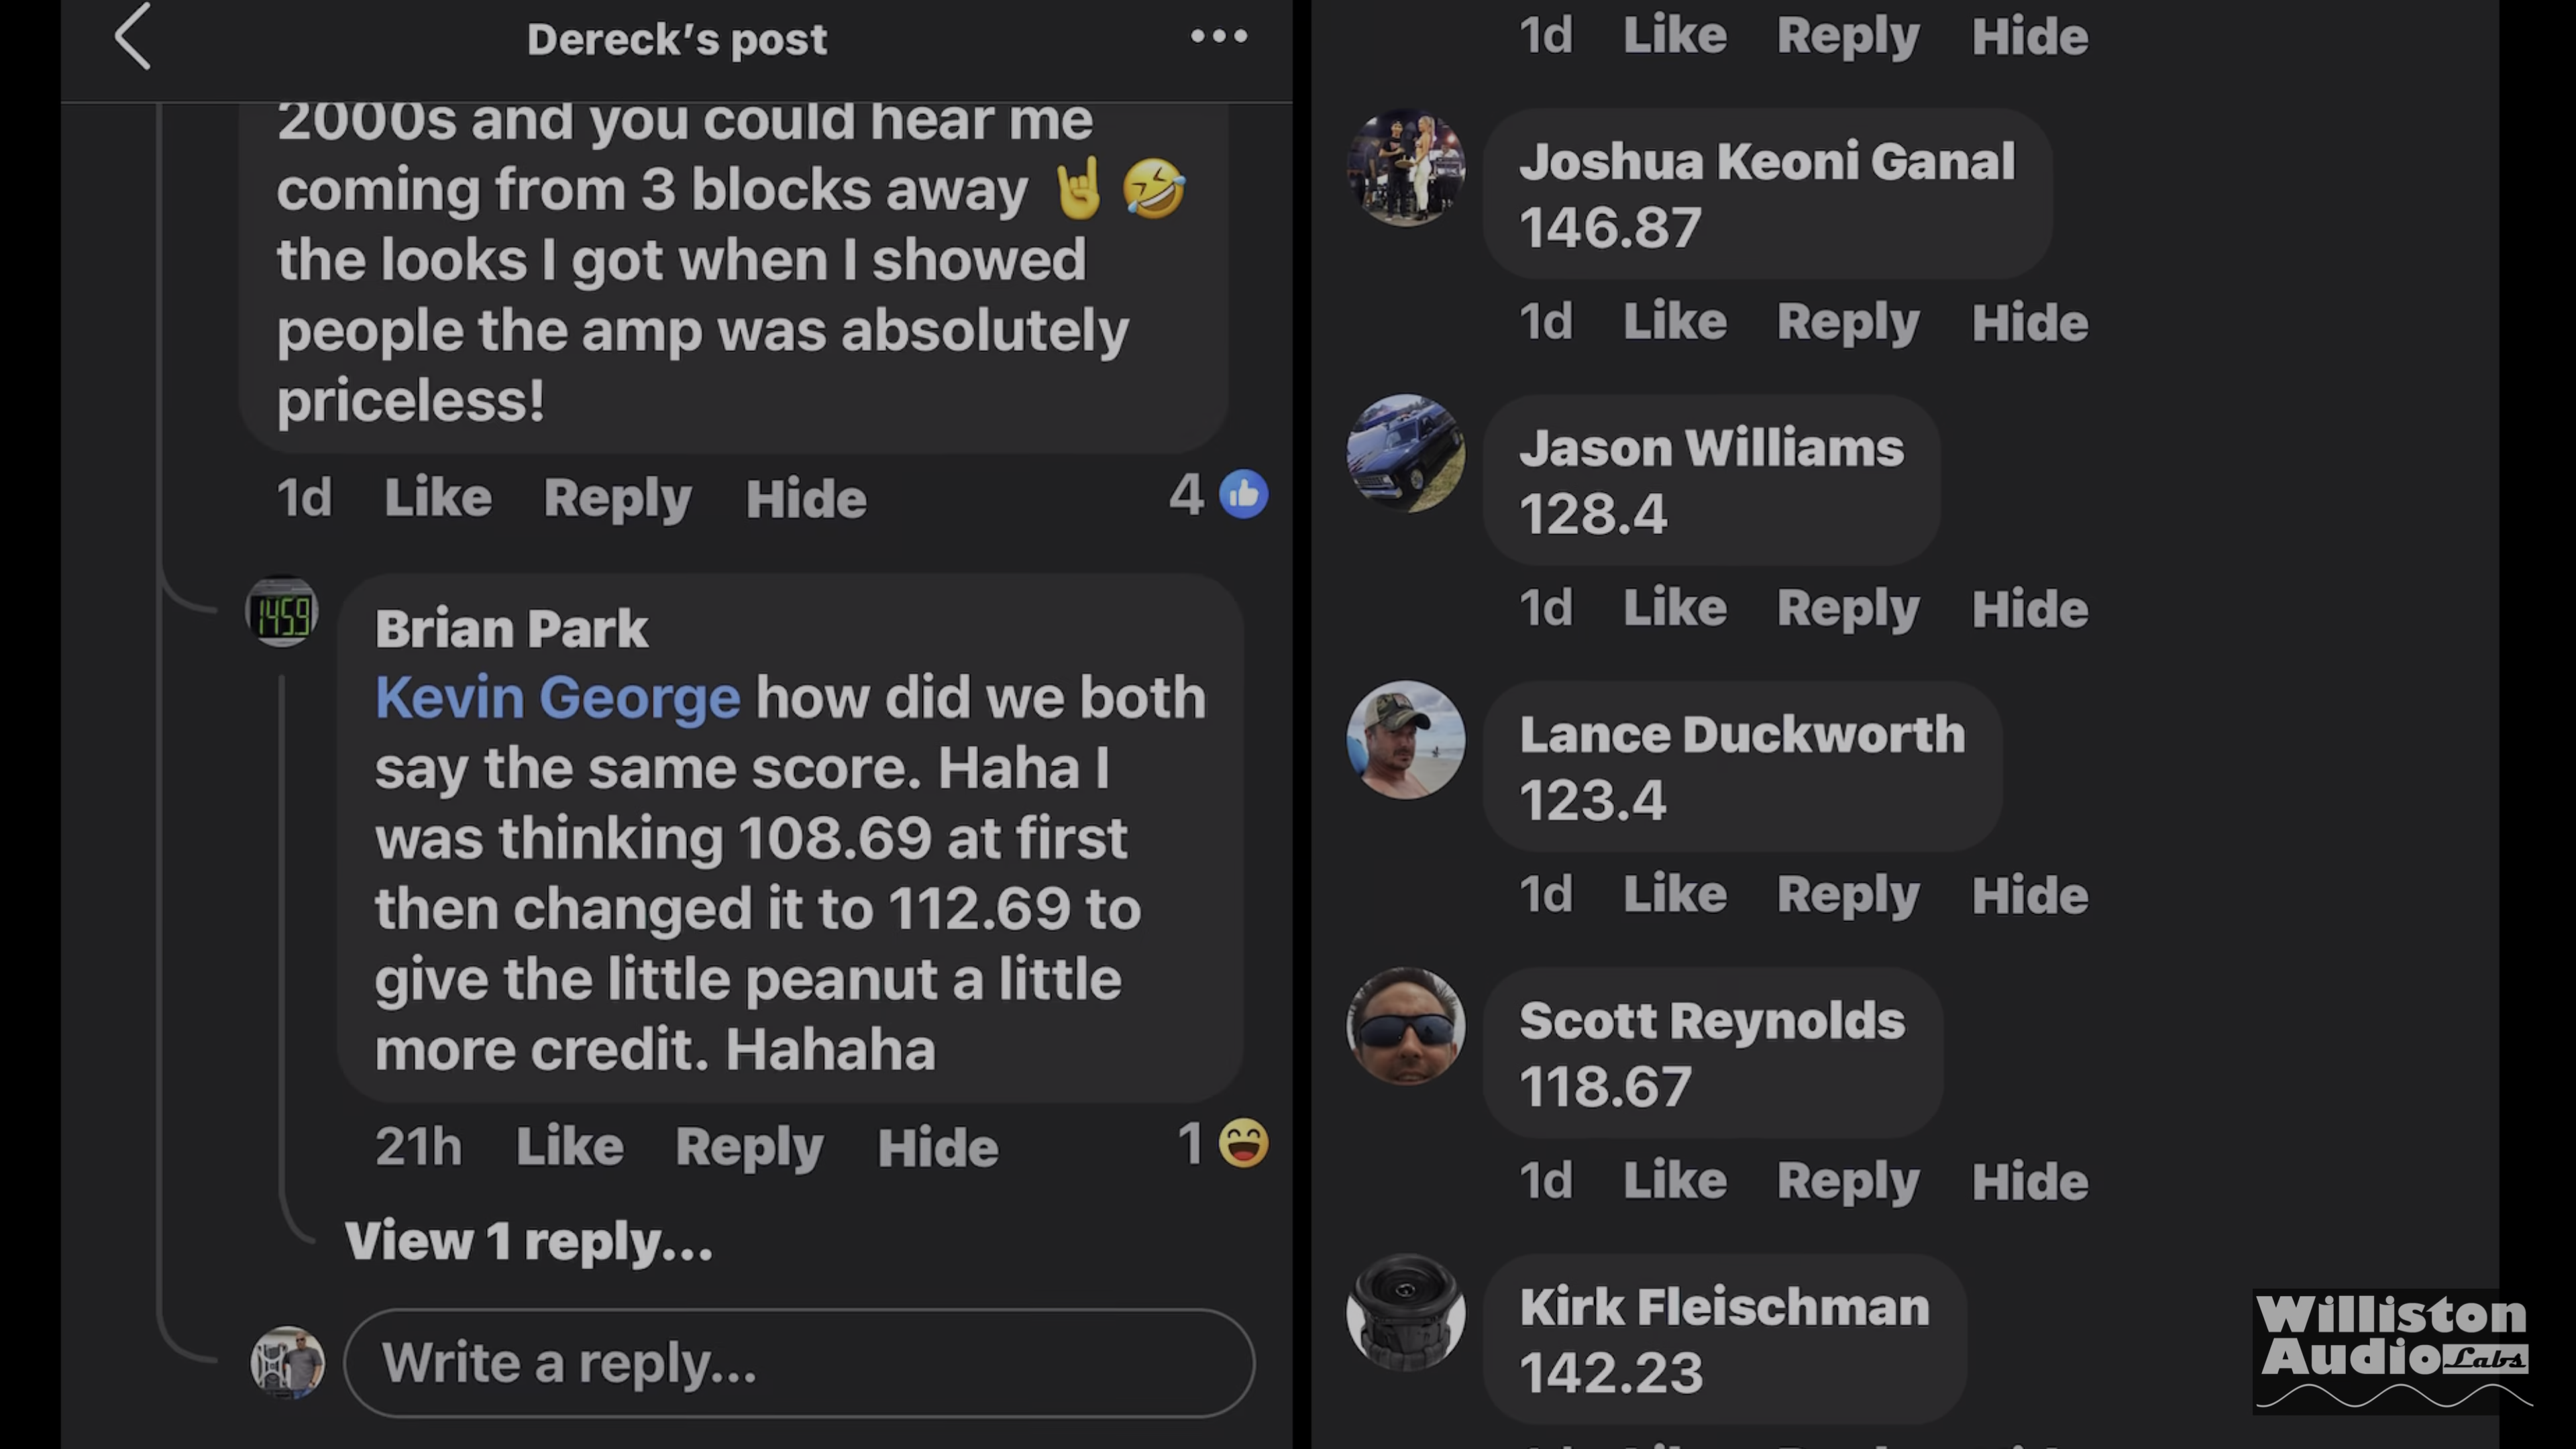 Dereck's post
2000s and you could hear me
coming from 3 blocks away 🤘 🤣
the looks I got when I showed
people the amp was absolutely
priceless!
1d Like Reply Hide 4
1459
Brian Park
Kevin George how did we both
say the same score. Haha I
was thinking 108.69 at first
then changed it to 112.69 to
give the little peanut a little
more credit. Hahaha
21h Like Reply Hide 1 😄
View 1 reply...
Write a reply...
1d Like Reply Hide
Joshua Keoni Ganal
146.87
1d Like Reply Hide
Jason Williams
128.4
1d Like Reply Hide
Lance Duckworth
123.4
1d Like Reply Hide
Scott Reynolds
118.67
1d Like Reply Hide
Kirk Fleischman
142.23
Williston
Audio Labs